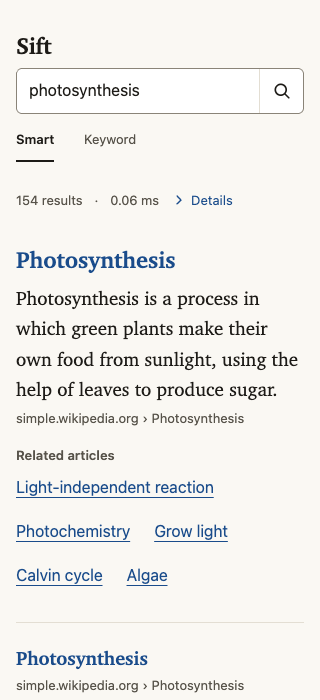 Sift
photosynthesis
Smart Keyword
154 results · 0.06 ms > Details
Photosynthesis
Photosynthesis is a process in
which green plants make their
own food from sunlight, using the
help of leaves to produce sugar.
simple.wikipedia.org › Photosynthesis
Related articles
Light-independent reaction
Photochemistry Grow light
Calvin cycle Algae
Photosynthesis
simple.wikipedia.org › Photosynthesis